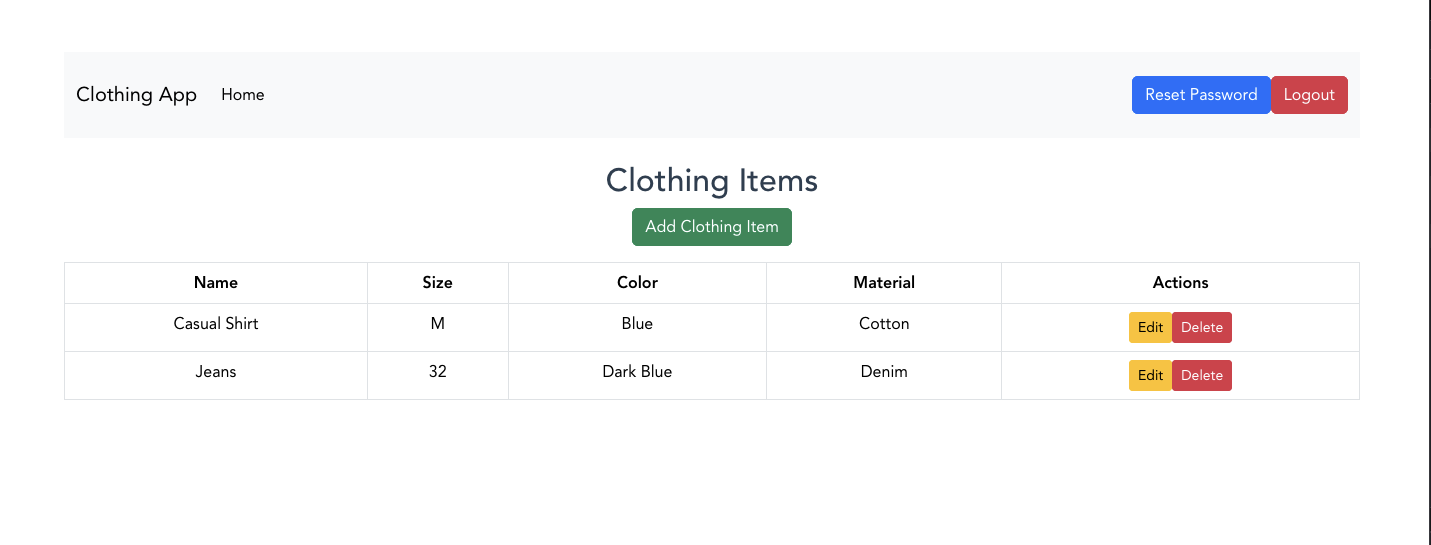 Clothing App Home Reset Password Logout
Clothing Items
Add Clothing Item
Name Size Color Material Actions
Casual Shirt M Blue Cotton Edit Delete
Jeans 32 Dark Blue Denim Edit Delete